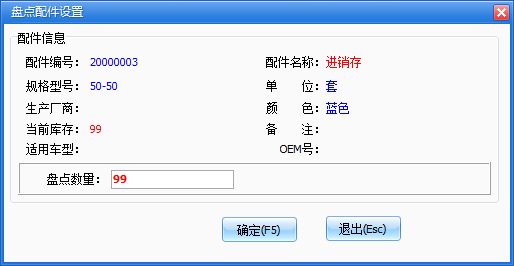 盘点配件设置
配件信息
配件编号： 20000003 配件名称：进销存
规格型号： 50-50 单 位：套
生产厂商： 颜 色：蓝色
当前库存： 99 备 注：
适用车型： OEM号：
盘点数量： 99
确定(F5) 退出(Esc)